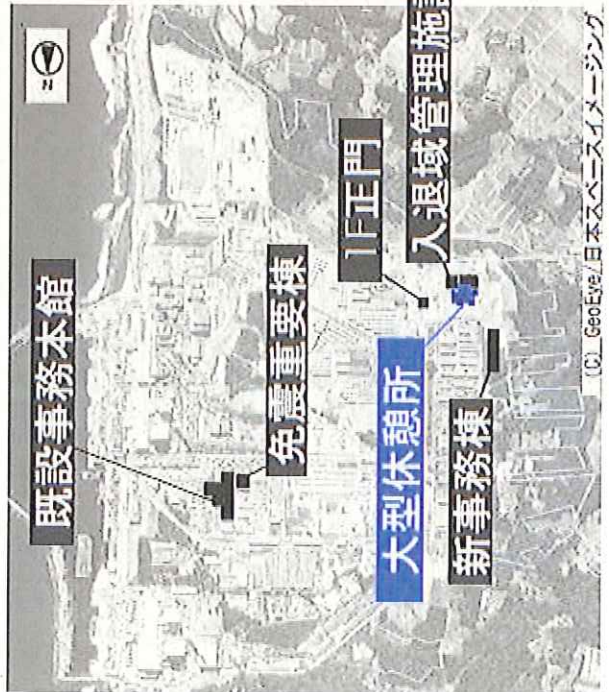 N
既設事務本館
免震重要棟
1F正門
入退域管理施
大型休憩所
新事務棟
(C) GeoEye/日本スペースイメージング